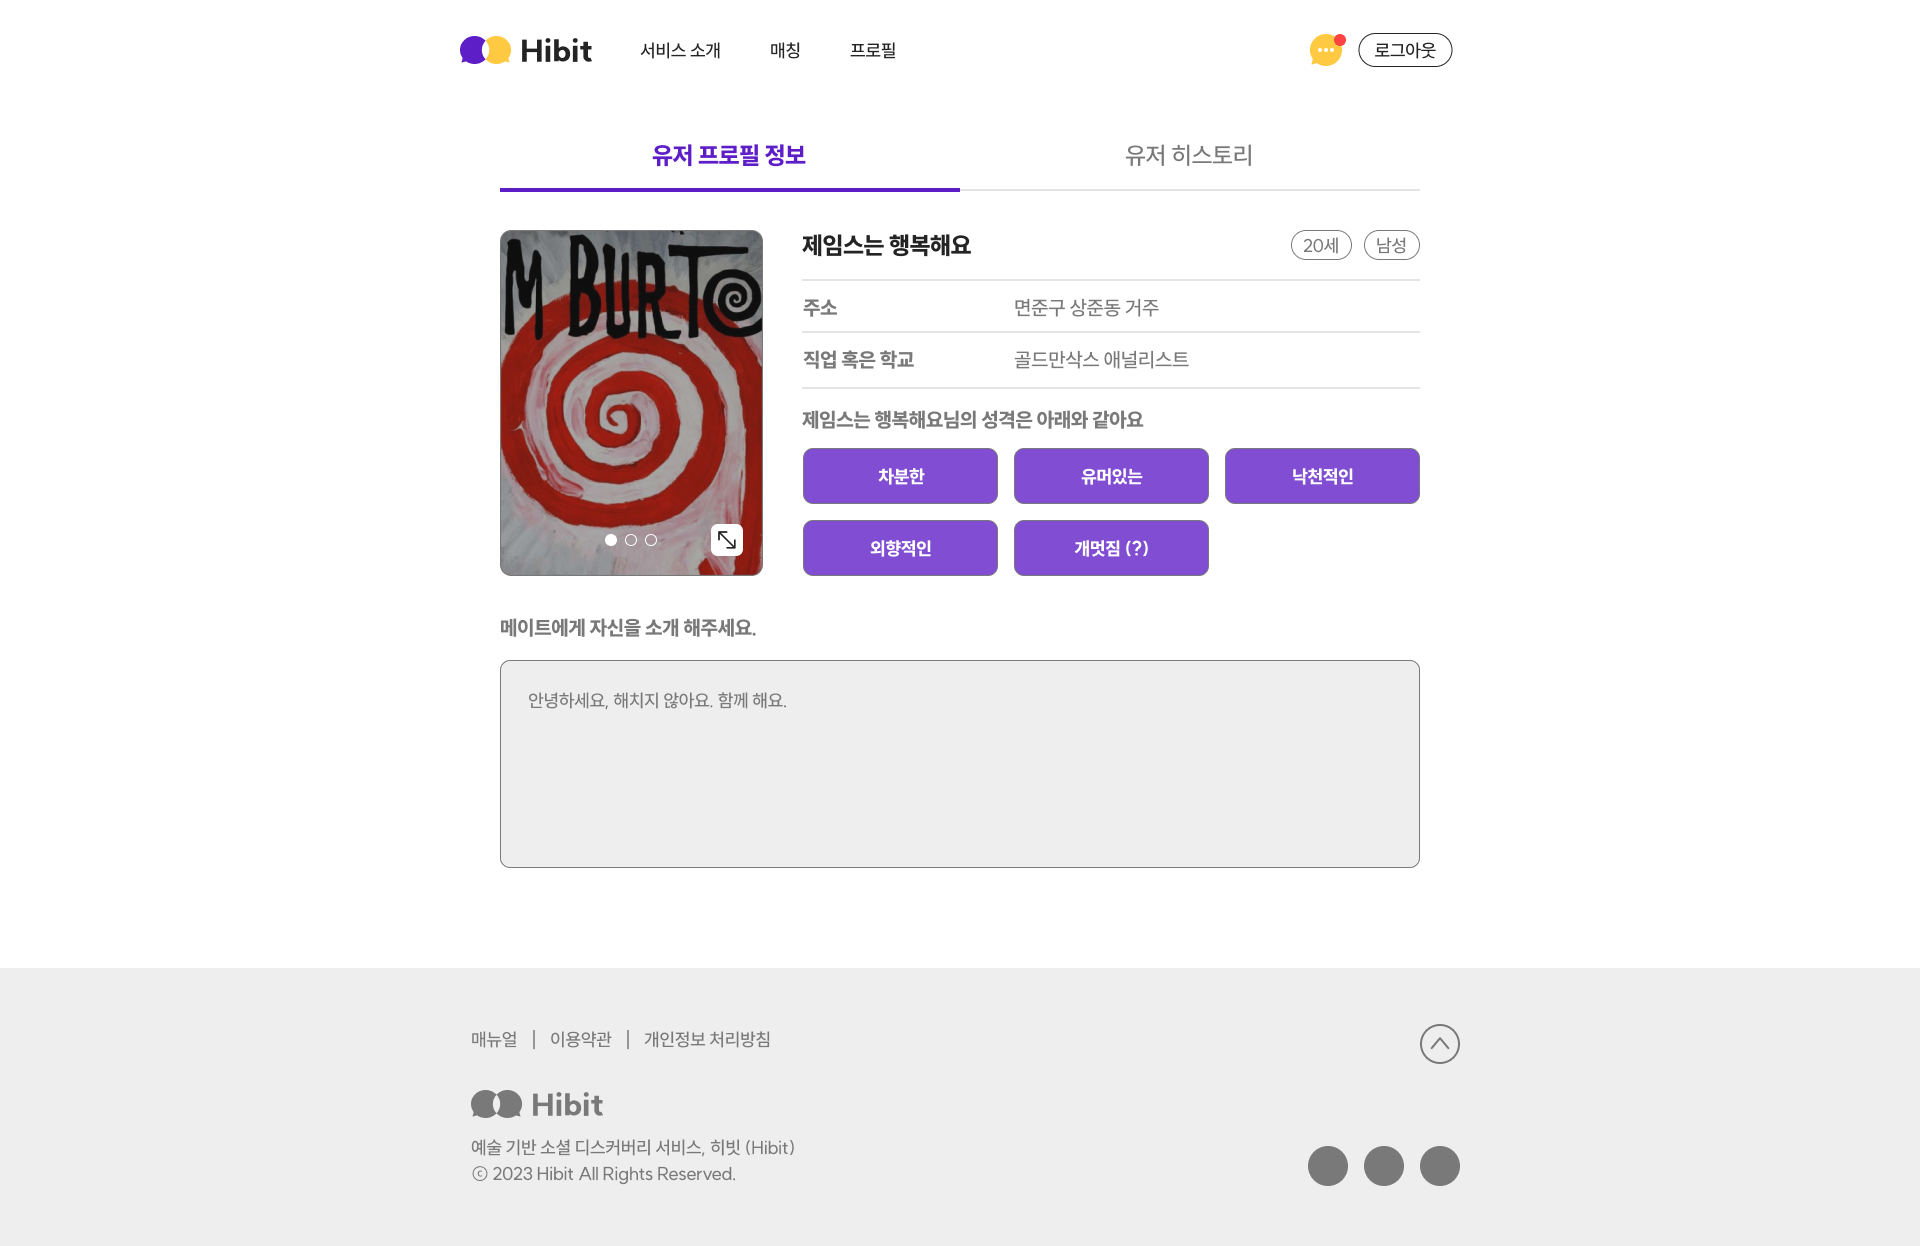 Hibit 서비스 소개 매칭 프로필 로그아웃
유저 프로필 정보 유저 히스토리
M BURTO
제임스는 행복해요 20세 남성
주소 면준구 상준동 거주
직업 혹은 학교 골드만삭스 애널리스트
제임스는 행복해요님의 성격은 아래와 같아요
차분한 유머있는 낙천적인
외향적인 개멋짐 (?)
메이트에게 자신을 소개 해주세요.
안녕하세요, 해치지 않아요. 함께 해요.
매뉴얼 | 이용약관 | 개인정보 처리방침
Hibit
예술 기반 소셜 디스커버리 서비스, 히빗 (Hibit)
ⓒ 2023 Hibit All Rights Reserved.